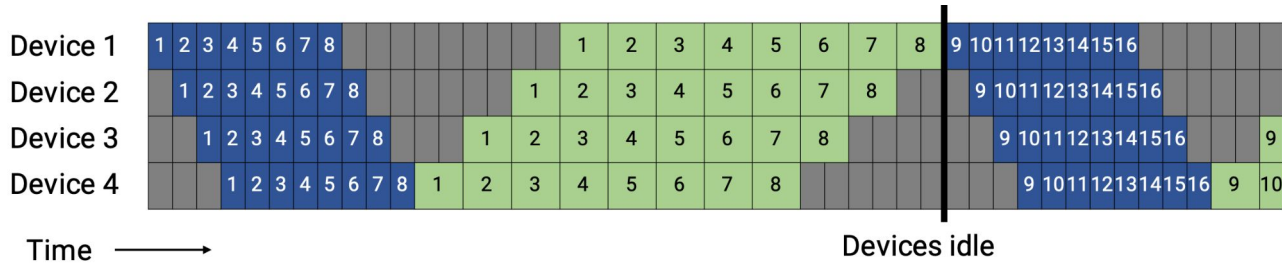 Device 1 1 2 3 4 5 6 7 8 1 2 3 4 5 6 7 8 9 10 11 12 13 14 15 16
Device 2 1 2 3 4 5 6 7 8 1 2 3 4 5 6 7 8 9 10 11 12 13 14 15 16
Device 3 1 2 3 4 5 6 7 8 1 2 3 4 5 6 7 8 9 10 11 12 13 14 15 16 9
Device 4 1 2 3 4 5 6 7 8 1 2 3 4 5 6 7 8 9 10 11 12 13 14 15 16 9 10
Time
Devices idle